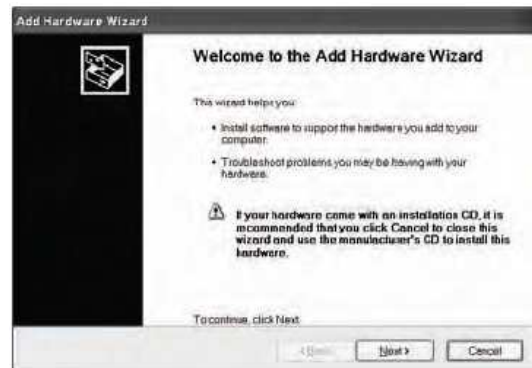 Add Hardware Wizard
Welcome to the Add Hardware Wizard
This wizard helps you:
• Install software to support the hardware you add to your
computer.
• Troubleshoot problems you may be having with your
hardware.
If your hardware came with an installation CD, it is
recommended that you click Cancel to close this
wizard and use the manufacturer's CD to install this
hardware.
To continue, click Next.
< Back
Next >
Cancel